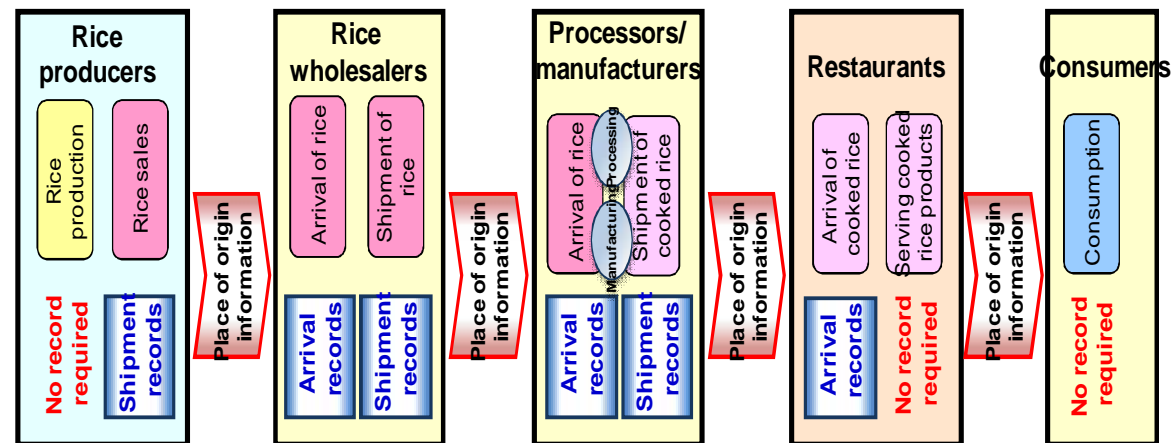 Rice
producers
Rice
production
Rice sales
No record
required
Shipment
records
Place of origin
information
Rice
wholesalers
Arrival of rice
Shipment of
rice
Arrival
records
Shipment
records
Place of origin
information
Processors/
manufacturers
Arrival of rice
Processing
Manufacturing
Shipment of
cooked rice
Arrival
records
Shipment
records
Place of origin
information
Restaurants
Arrival of
cooked rice
Serving cooked
rice products
Arrival
records
No record
required
Place of origin
information
Consumers
Consumption
No record
required